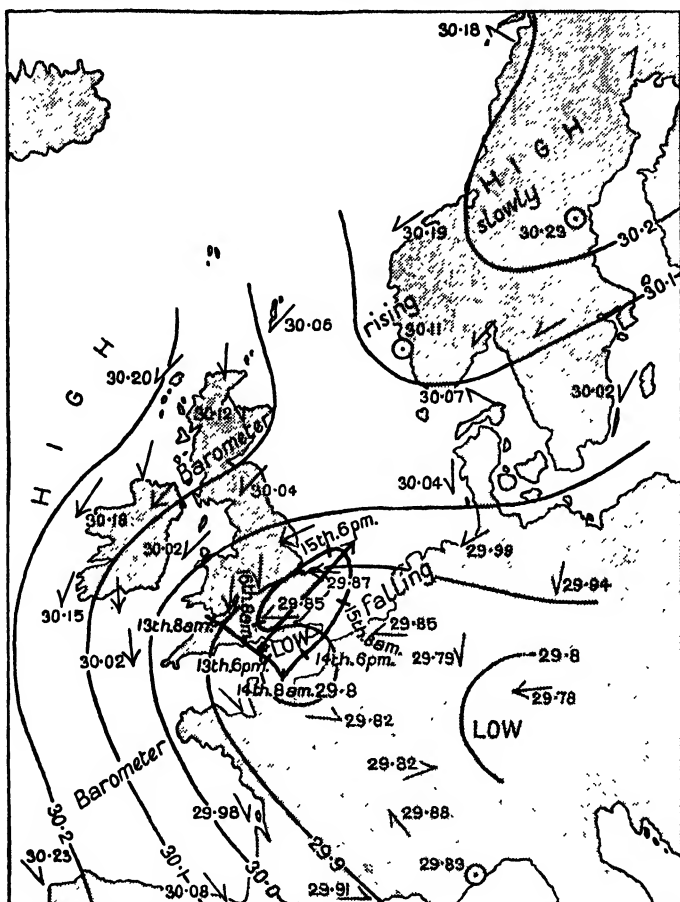 30.18
HIGH
slowly
30.19
30.23
30.2
30.1
rising
30.11
30.06
30.20
HIGH
30.12
Barometer
30.07
30.02
30.04
30.04
30.18
30.02
15th.6pm.
29.99
29.87
falling
29.94
16th.8am.
29.85
30.15
13th.8am.
15th.8am.
29.85
LOW
30.02
13th.6pm.
14th.6pm.
29.79
29.8
14th.8am.
29.8
29.78
29.82
LOW
Barometer
29.82
29.98
29.88
30.2
30.1
30.0
29.9
30.23
29.83
30.08
29.91